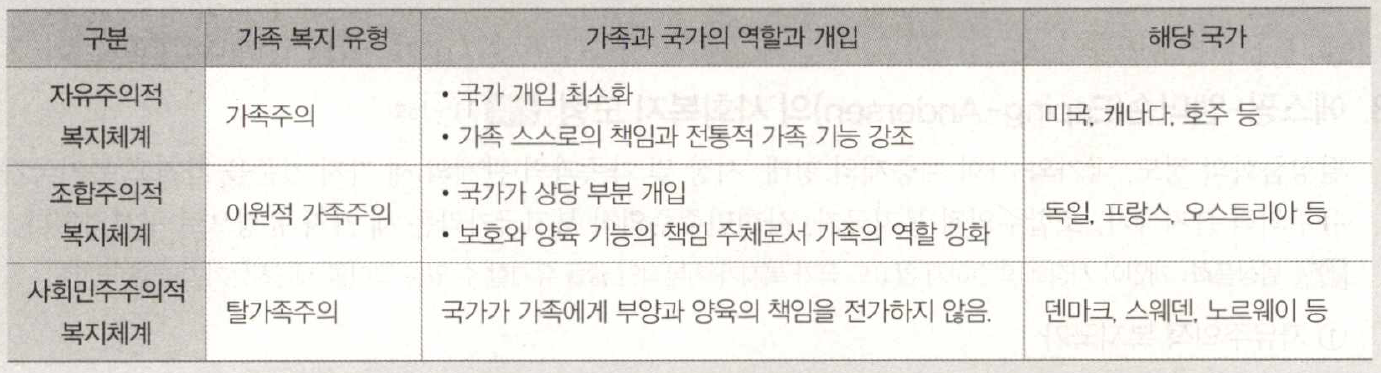 구분 가족 복지 유형 가족과 국가의 역할과 개입 해당 국가
자유주의적 복지체계 가족주의 • 국가 개입 최소화
• 가족 스스로의 책임과 전통적 가족 기능 강조 미국, 캐나다, 호주 등
조합주의적 복지체계 이원적 가족주의 • 국가가 상당 부분 개입
• 보호와 양육 기능의 책임 주체로서 가족의 역할 강화 독일, 프랑스, 오스트리아 등
사회민주주의적 복지체계 탈가족주의 국가가 가족에게 부양과 양육의 책임을 전가하지 않음. 덴마크, 스웨덴, 노르웨이 등